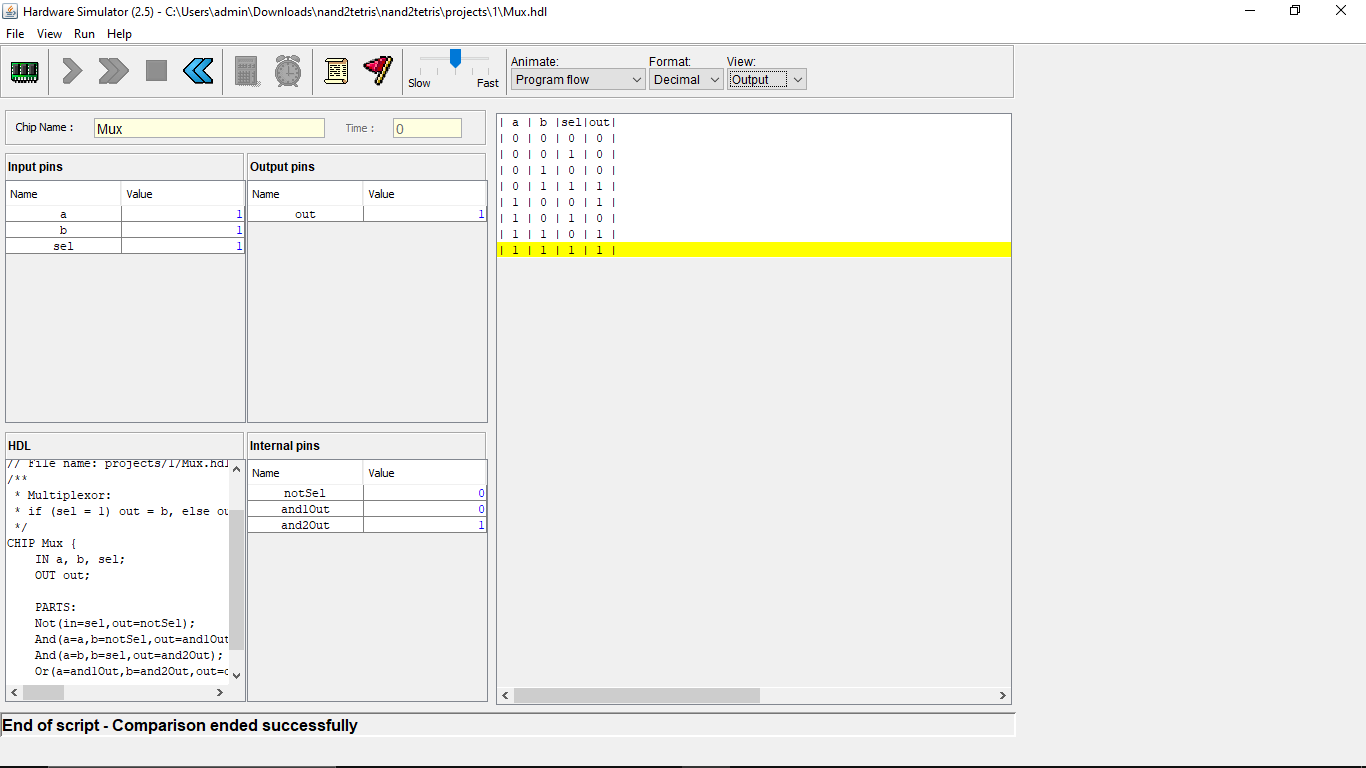 Hardware Simulator (2.5) - C:\Users\admin\Downloads\nand2tetris\nand2tetris\projects\1\Mux.hdl
File View Run Help
Animate: Format: View:
Slow Fast Program flow Decimal Output
Chip Name : Mux Time : 0
Input pins
Name Value
a 1
b 1
sel 1
Output pins
Name Value
out 1
| a | b |sel|out|
| 0 | 0 | 0 | 0 |
| 0 | 0 | 1 | 0 |
| 0 | 1 | 0 | 0 |
| 0 | 1 | 1 | 1 |
| 1 | 0 | 0 | 1 |
| 1 | 0 | 1 | 0 |
| 1 | 1 | 0 | 1 |
| 1 | 1 | 1 | 1 |
HDL
// File name: projects/1/Mux.hdl
/**
* Multiplexor:
* if (sel = 1) out = b, else ou
*/
CHIP Mux {
IN a, b, sel;
OUT out;
PARTS:
Not(in=sel,out=notSel);
And(a=a,b=notSel,out=and1Out
And(a=b,b=sel,out=and2Out);
Or(a=and1Out,b=and2Out,out=o
Internal pins
Name Value
notSel 0
and1Out 0
and2Out 1
End of script - Comparison ended successfully